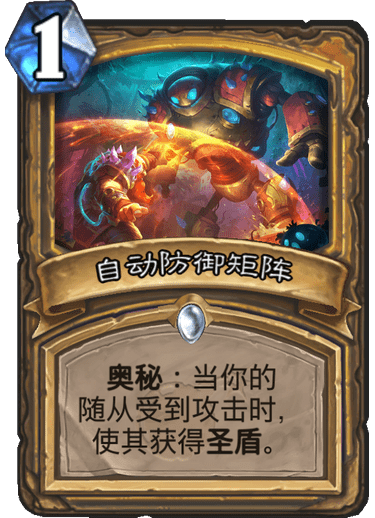 1
自动防御矩阵
奥秘：当你的
随从受到攻击时，
使其获得圣盾。